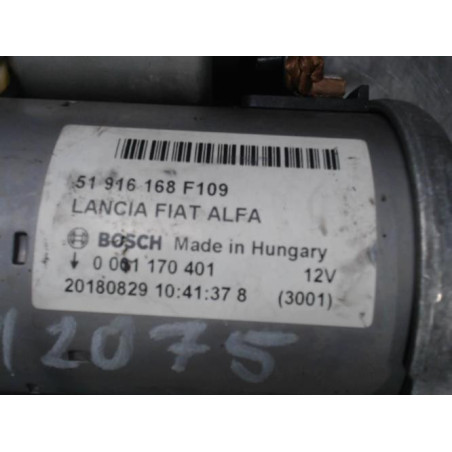 51 916 168 F109
LANCIA FIAT ALFA
BOSCH Made in Hungary
0 001 170 401 12V
20180829 10:41:37 8 (3001)
12075